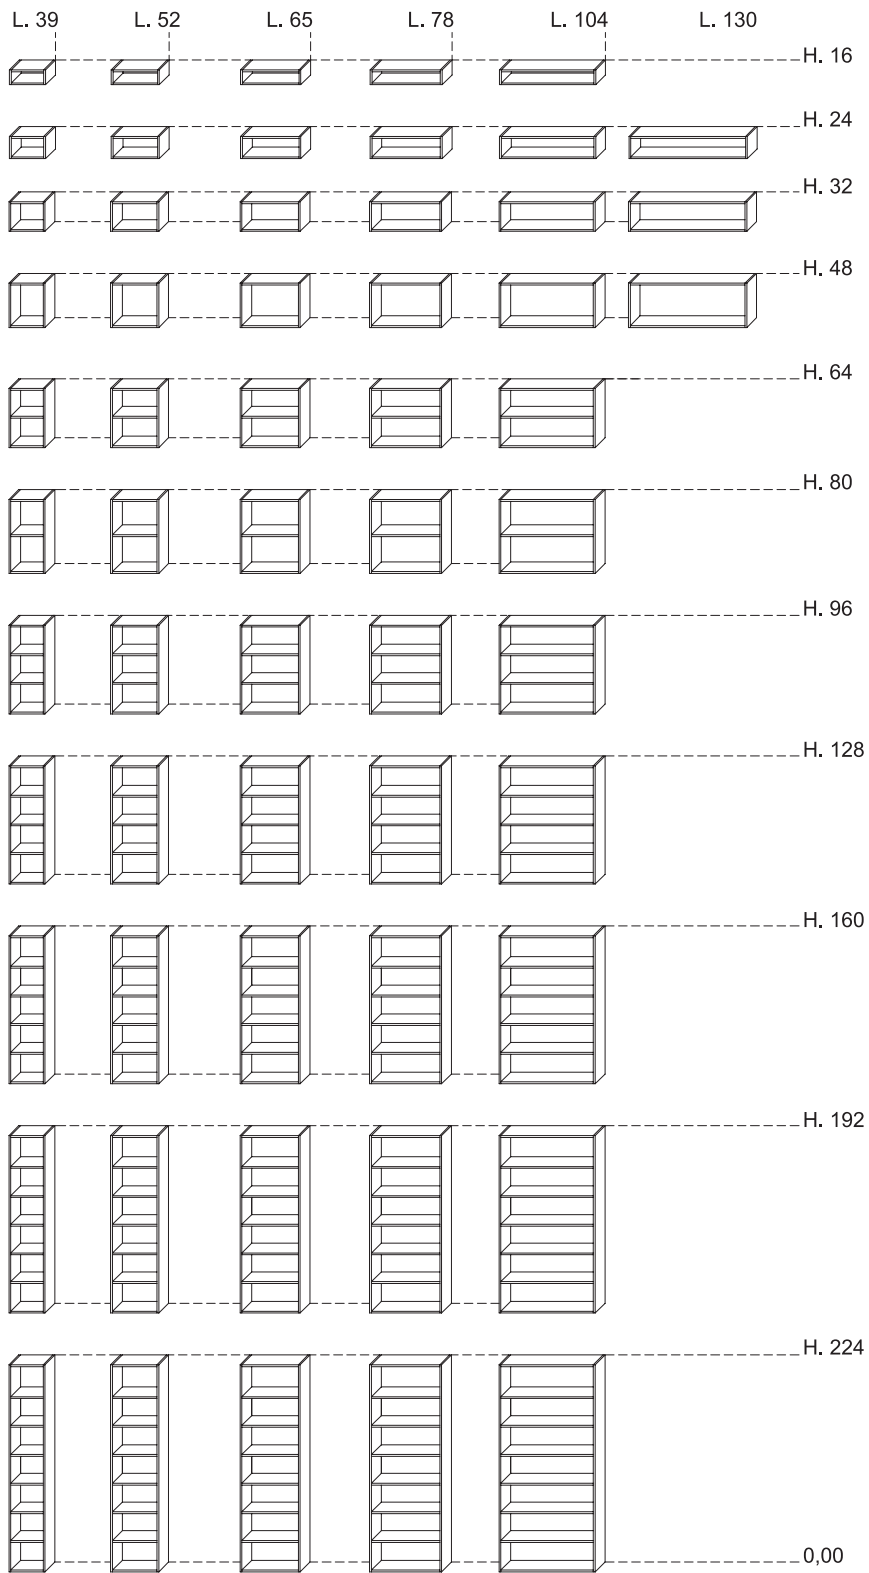 L. 39 L. 52 L. 65 L. 78 L. 104 L. 130
H. 16
H. 24
H. 32
H. 48
H. 64
H. 80
H. 96
H. 128
H. 160
H. 192
H. 224
0,00